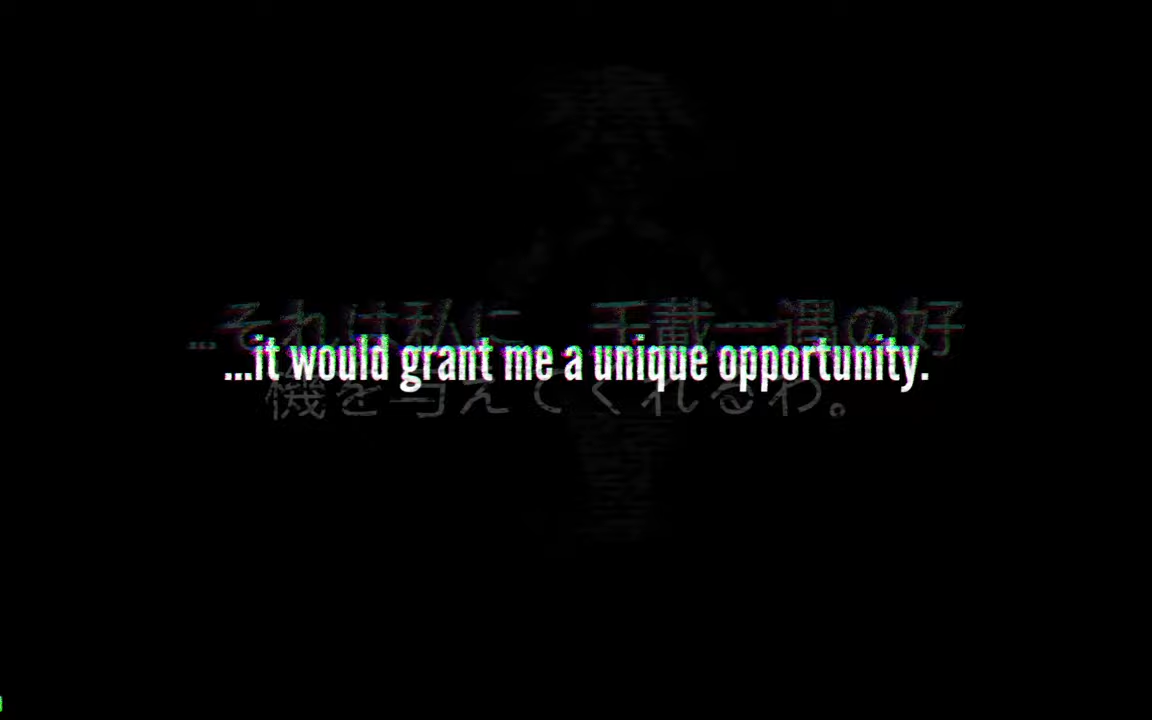 …それは私に、千載一遇の好
...it would grant me a unique opportunity.
機を与えてくれるわ。